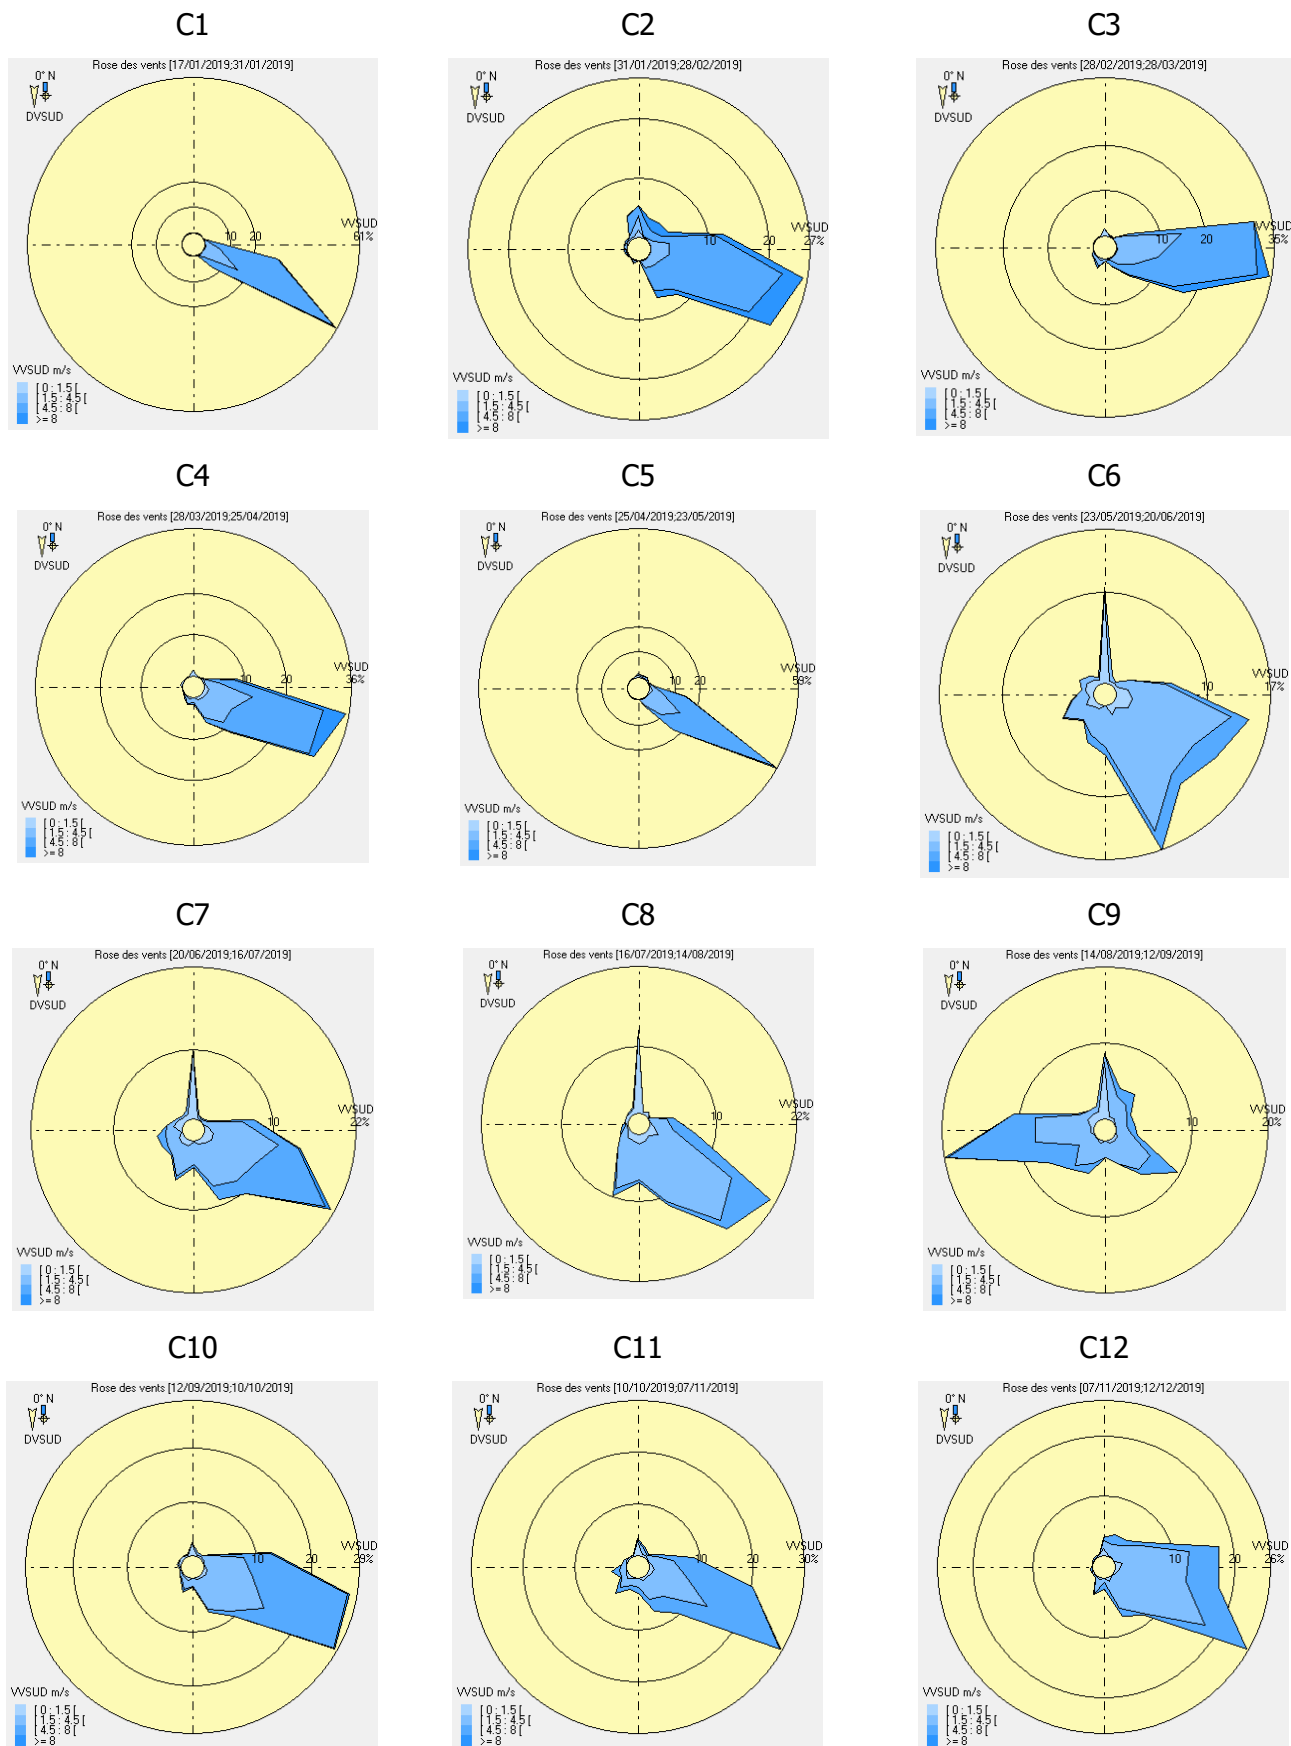 C1
C2
C3
Rose des vents [17/01/2019;31/01/2019]
0° N
DVSUD
VVSUD
10
20
61%
VVSUD m/s
[ 0 : 1.5 [
[ 1.5 : 4.5 [
[ 4.5 : 8 [
>= 8
Rose des vents [31/01/2019;28/02/2019]
0° N
DVSUD
VVSUD
10
20
27%
VVSUD m/s
[ 0 : 1.5 [
[ 1.5 : 4.5 [
[ 4.5 : 8 [
>= 8
Rose des vents [28/02/2019;28/03/2019]
0° N
DVSUD
VVSUD
10
20
35%
VVSUD m/s
[ 0 : 1.5 [
[ 1.5 : 4.5 [
[ 4.5 : 8 [
>= 8
C4
C5
C6
Rose des vents [28/03/2019;25/04/2019]
0° N
DVSUD
VVSUD
10
20
36%
VVSUD m/s
[ 0 : 1.5 [
[ 1.5 : 4.5 [
[ 4.5 : 8 [
>= 8
Rose des vents [25/04/2019;23/05/2019]
0° N
DVSUD
VVSUD
10
20
59%
VVSUD m/s
[ 0 : 1.5 [
[ 1.5 : 4.5 [
[ 4.5 : 8 [
>= 8
Rose des vents [23/05/2019;20/06/2019]
0° N
DVSUD
VVSUD
10
17%
VVSUD m/s
[ 0 : 1.5 [
[ 1.5 : 4.5 [
[ 4.5 : 8 [
>= 8
C7
C8
C9
Rose des vents [20/06/2019;16/07/2019]
0° N
DVSUD
VVSUD
10
22%
VVSUD m/s
[ 0 : 1.5 [
[ 1.5 : 4.5 [
[ 4.5 : 8 [
>= 8
Rose des vents [16/07/2019;14/08/2019]
0° N
DVSUD
VVSUD
10
22%
VVSUD m/s
[ 0 : 1.5 [
[ 1.5 : 4.5 [
[ 4.5 : 8 [
>= 8
Rose des vents [14/08/2019;12/09/2019]
0° N
DVSUD
VVSUD
10
20%
VVSUD m/s
[ 0 : 1.5 [
[ 1.5 : 4.5 [
[ 4.5 : 8 [
>= 8
C10
C11
C12
Rose des vents [12/09/2019;10/10/2019]
0° N
DVSUD
VVSUD
10
20
29%
VVSUD m/s
[ 0 : 1.5 [
[ 1.5 : 4.5 [
[ 4.5 : 8 [
>= 8
Rose des vents [10/10/2019;07/11/2019]
0° N
DVSUD
VVSUD
10
20
30%
VVSUD m/s
[ 0 : 1.5 [
[ 1.5 : 4.5 [
[ 4.5 : 8 [
>= 8
Rose des vents [07/11/2019;12/12/2019]
0° N
DVSUD
VVSUD
10
20
26%
VVSUD m/s
[ 0 : 1.5 [
[ 1.5 : 4.5 [
[ 4.5 : 8 [
>= 8